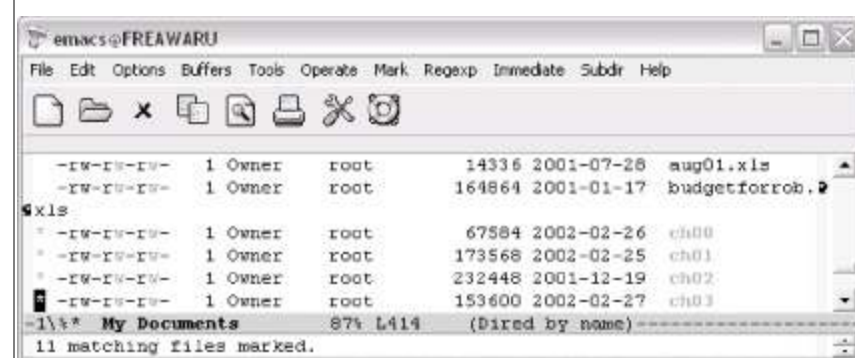 emacs@FREAWARU
File Edit Options Buffers Tools Operate Mark Regexp Immediate Subdir Help
-rw-rw-rw- 1 Owner root 14336 2001-07-28 aug01.xls
-rw-rw-rw- 1 Owner root 164864 2001-01-17 budgetforrob.
xls
* -rw-rw-rw- 1 Owner root 67584 2002-02-26 ch00
* -rw-rw-rw- 1 Owner root 173568 2002-02-25 ch01
* -rw-rw-rw- 1 Owner root 232448 2001-12-19 ch02
* -rw-rw-rw- 1 Owner root 153600 2002-02-27 ch03
-1\%* My Documents 87% L414 (Dired by name)--------------------
11 matching files marked.